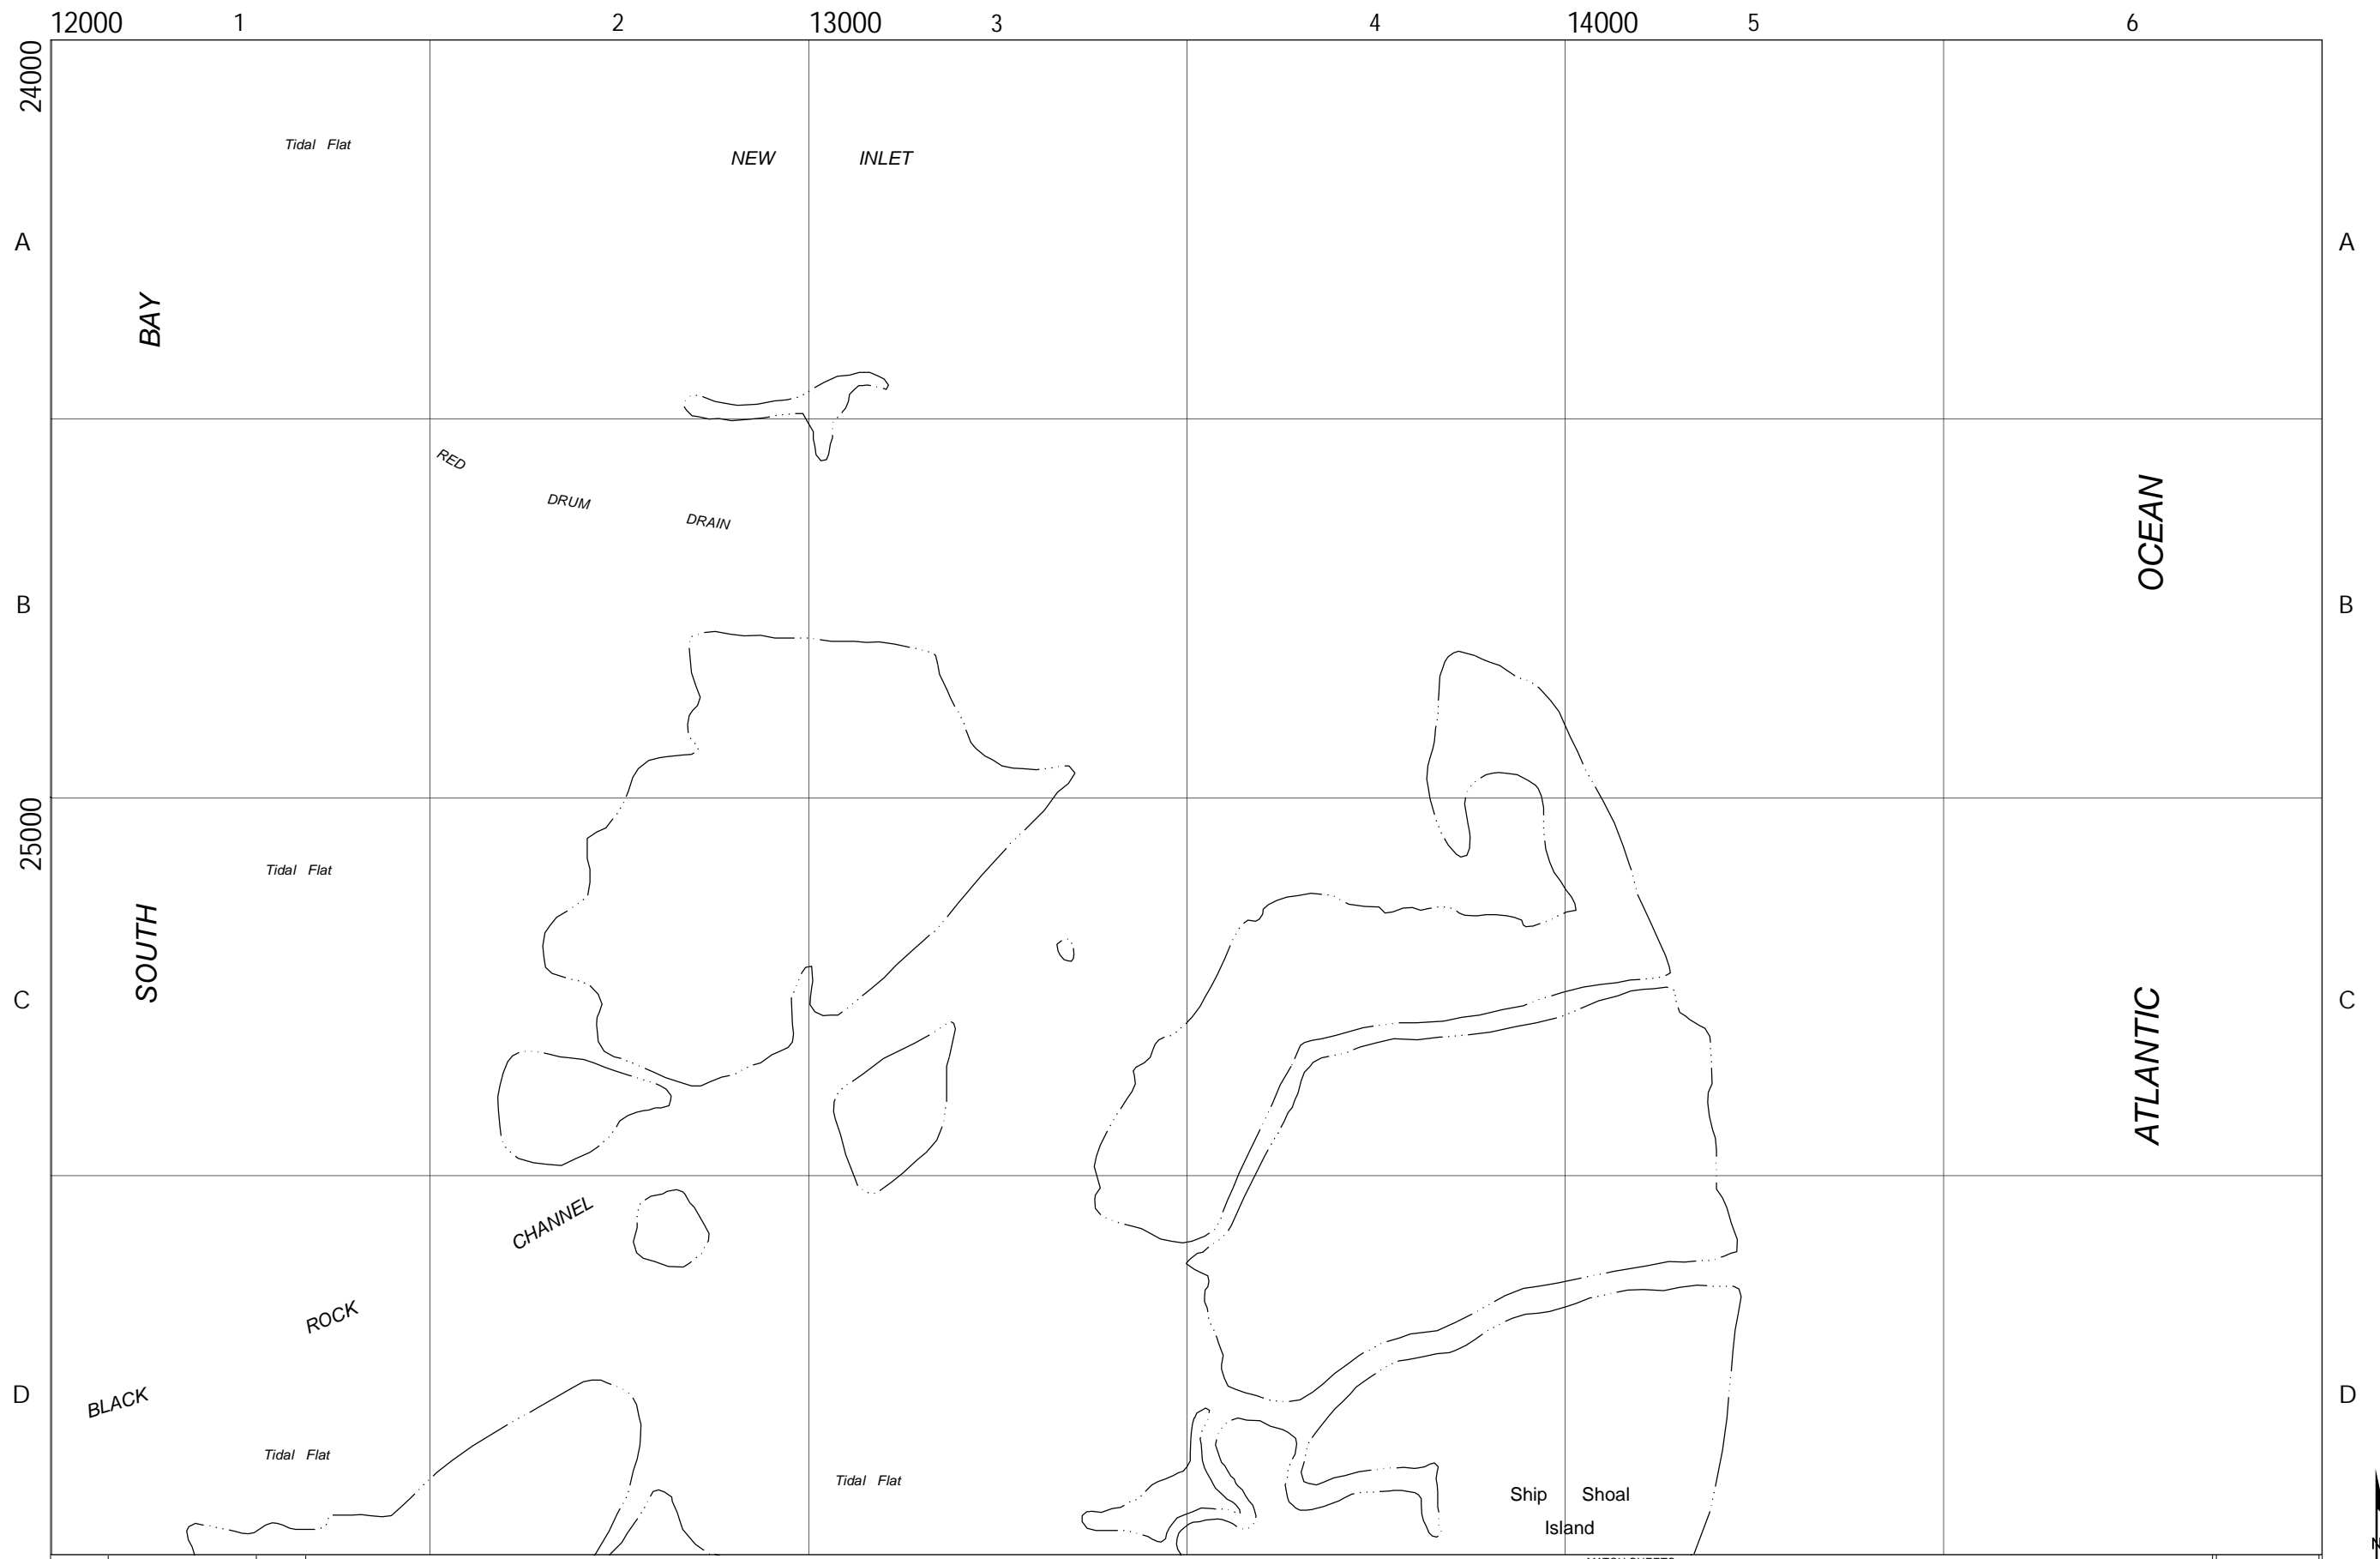 12000 1 2 13000 3 4 14000 5 6
24000
Tidal Flat
NEW INLET
A A
BAY
RED
DRUM
DRAIN
OCEAN
B B
25000
Tidal Flat
SOUTH
C C
ATLANTIC
CHANNEL
ROCK
BLACK
D D
Tidal Flat
Tidal Flat
Ship Shoal
Island